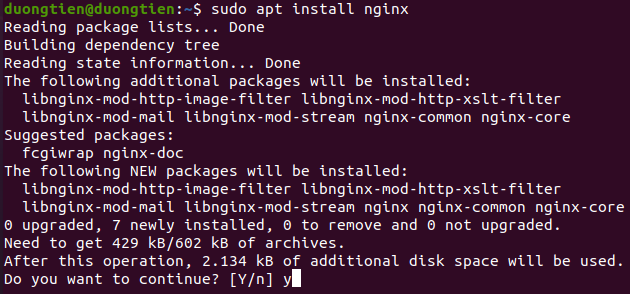 duongtien@duongtien:~$ sudo apt install nginx
Reading package lists... Done
Building dependency tree
Reading state information... Done
The following additional packages will be installed:
  libnginx-mod-http-image-filter libnginx-mod-http-xslt-filter
  libnginx-mod-mail libnginx-mod-stream nginx-common nginx-core
Suggested packages:
  fcgiwrap nginx-doc
The following NEW packages will be installed:
  libnginx-mod-http-image-filter libnginx-mod-http-xslt-filter
  libnginx-mod-mail libnginx-mod-stream nginx nginx-common nginx-core
0 upgraded, 7 newly installed, 0 to remove and 0 not upgraded.
Need to get 429 kB/602 kB of archives.
After this operation, 2.134 kB of additional disk space will be used.
Do you want to continue? [Y/n] y